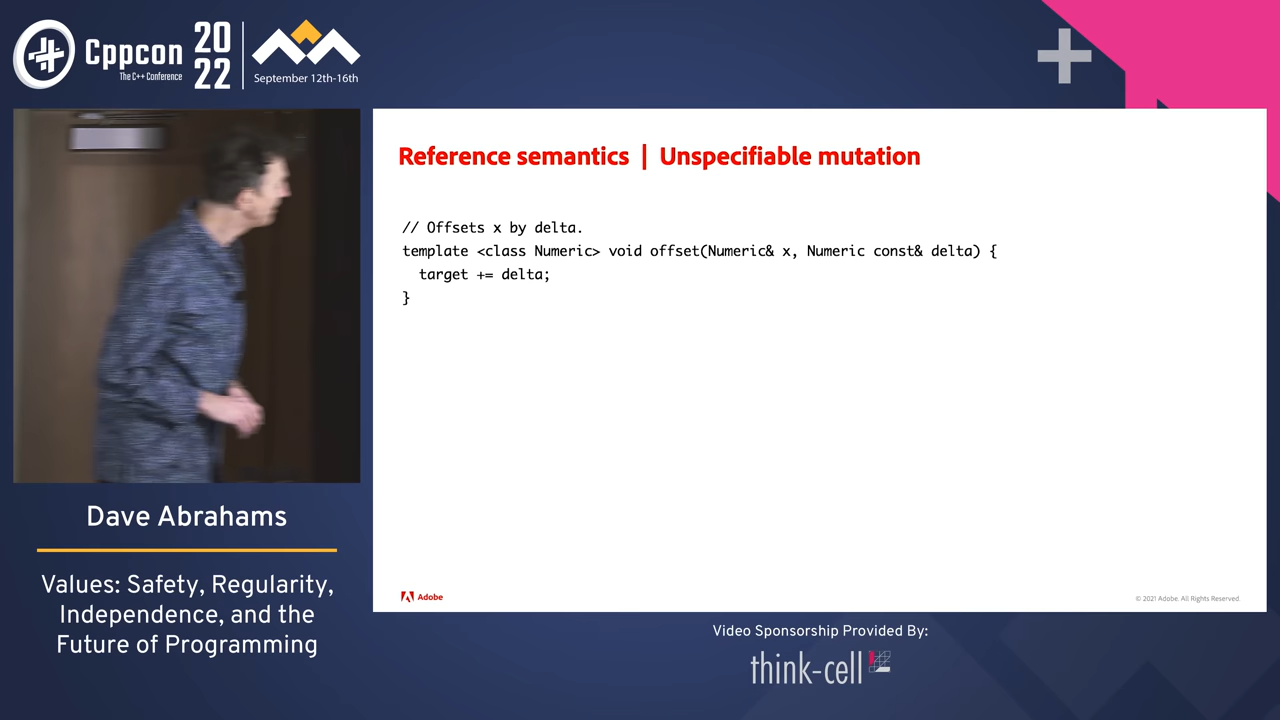 Cppcon
The C++ Conference
20
22
September 12th-16th
Reference semantics | Unspecifiable mutation
// Offsets x by delta.
template <class Numeric> void offset(Numeric& x, Numeric const& delta) {
  target += delta;
}
Adobe
© 2021 Adobe. All Rights Reserved.
Dave Abrahams
Values: Safety, Regularity,
Independence, and the
Future of Programming
Video Sponsorship Provided By:
think-cell